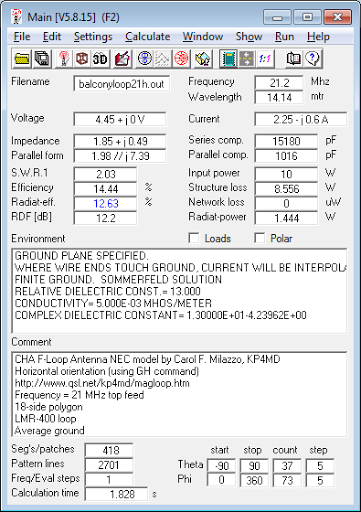 Main [V5.8.15] (F2)
File Edit Settings Calculate Window Show Run Help
3D 1:1
Filename balconyloop21h.out Frequency 21.2 Mhz
Wavelength 14.14 mtr
Voltage 4.45 + j 0 V Current 2.25 - j 0.6 A
Impedance 1.85 + j 0.49 Series comp. 15180 pF
Parallel form 1.98 // j 7.39 Parallel comp. 1016 pF
S.W.R.1 2.03 Input power 10 W
Efficiency 14.44 % Structure loss 8.556 W
Radiat-eff. 12.63 % Network loss 0 uW
RDF [dB] 12.2 Radiat-power 1.444 W
Environment Loads Polar
GROUND PLANE SPECIFIED.
WHERE WIRE ENDS TOUCH GROUND, CURRENT WILL BE INTERPOLA
FINITE GROUND. SOMMERFELD SOLUTION
RELATIVE DIELECTRIC CONST.= 13.000
CONDUCTIVITY= 5.000E-03 MHOS/METER
COMPLEX DIELECTRIC CONSTANT= 1.30000E+01-4.23962E+00
Comment
CHA F-Loop Antenna NEC model by Carol F. Milazzo, KP4MD
Horizontal orientation (using GH command)
http://www.qsl.net/kp4md/magloop.htm
Frequency = 21 MHz top feed
18-side polygon
LMR-400 loop
Average ground
Seg's/patches 418 start stop count step
Pattern lines 2701 Theta -90 90 37 5
Freq/Eval steps 1 Phi 0 360 73 5
Calculation time 1.828 s